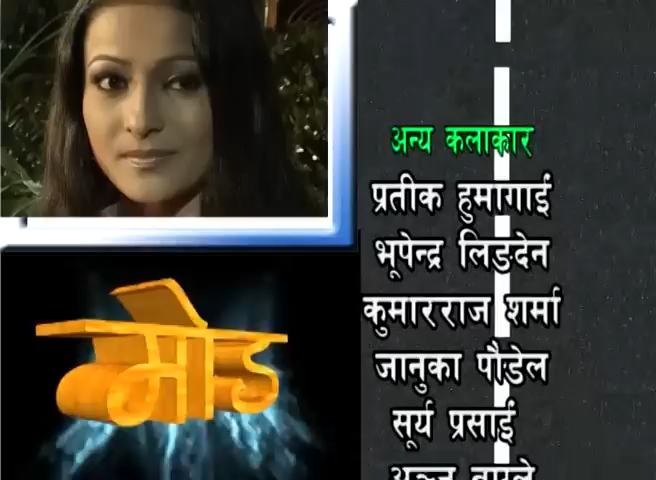 अन्य कलाकार
प्रतीक हुमागाईं
भूपेन्द्र लिङदेन
कुमारराज शर्मा
जानुका पौडेल
सूर्य प्रसाईं
मोड